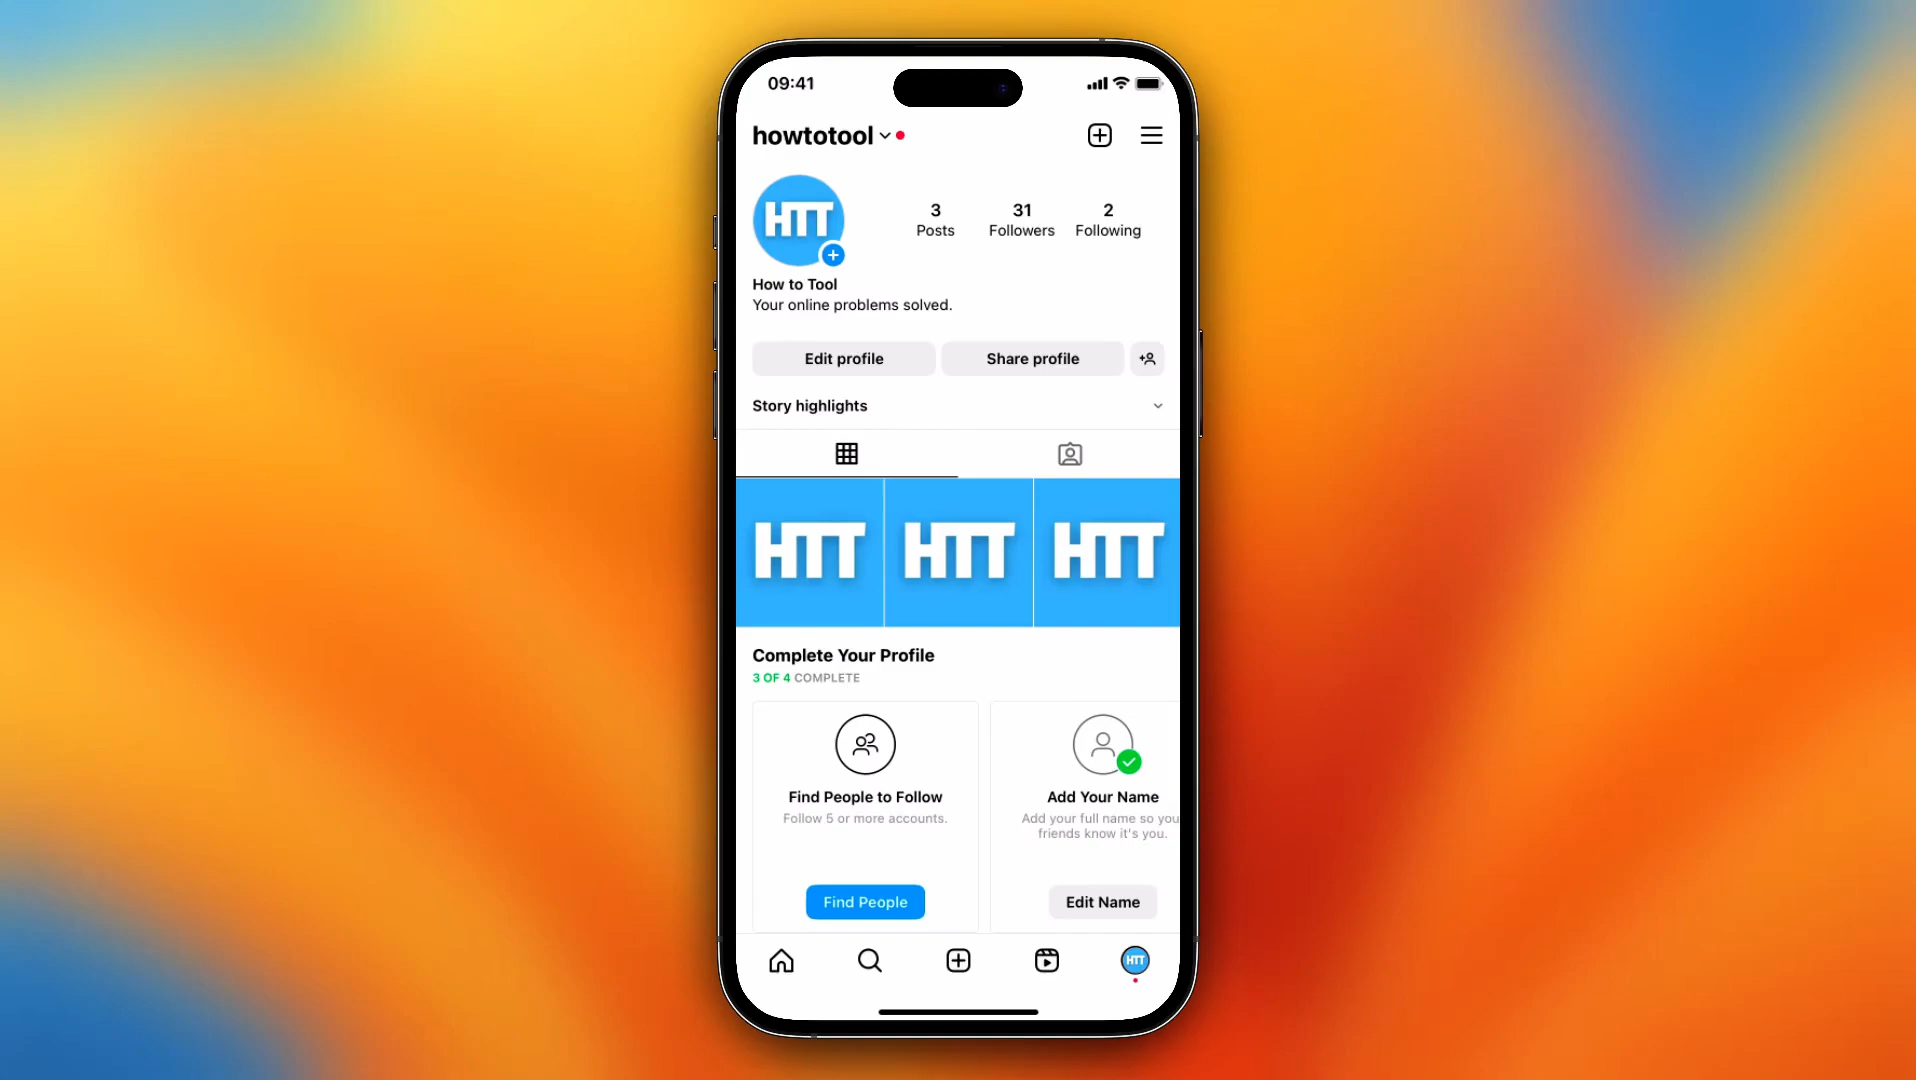 09:41
howtotool
HTT
3
Posts
31
Followers
2
Following
How to Tool
Your online problems solved.
Edit profile
Share profile
Story highlights
HTT
HTT
HTT
Complete Your Profile
3 OF 4 COMPLETE
Find People to Follow
Follow 5 or more accounts.
Find People
Add Your Name
Add your full name so you
friends know it's you.
Edit Name
HTT